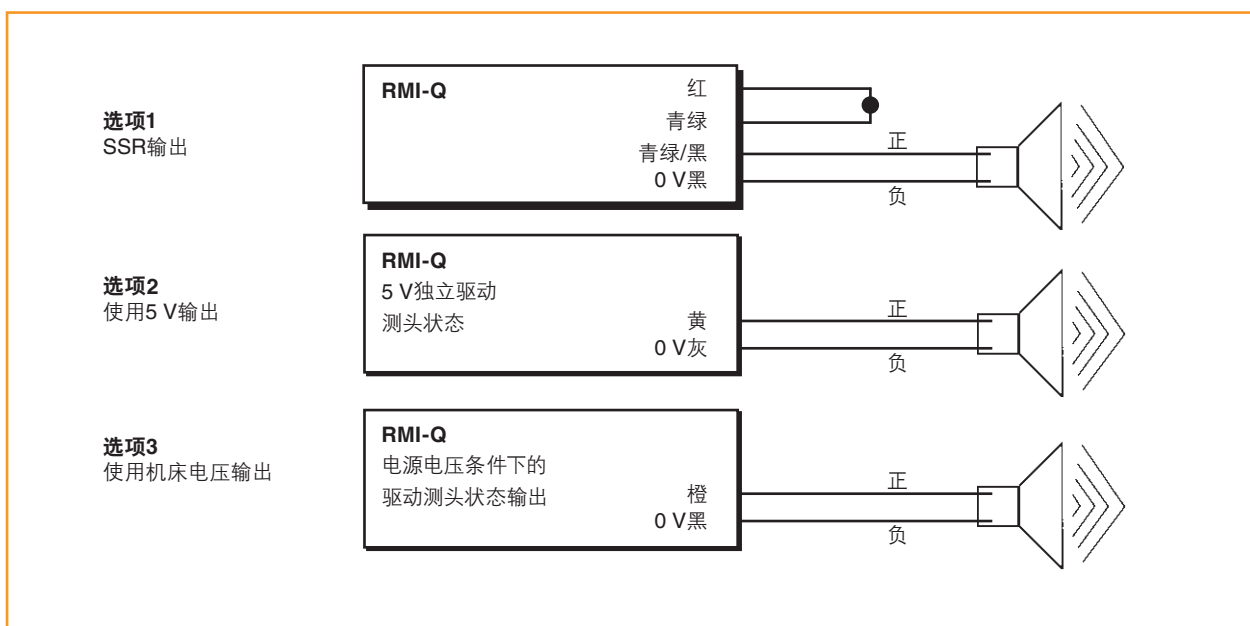 选项1
SSR输出
RMI-Q
红
青绿
青绿/黑
0 V黑
正
负
选项2
使用5 V输出
RMI-Q
5 V独立驱动
测头状态
黄
0 V灰
正
负
选项3
使用机床电压输出
RMI-Q
电源电压条件下的
驱动测头状态输出
橙
0 V黑
正
负